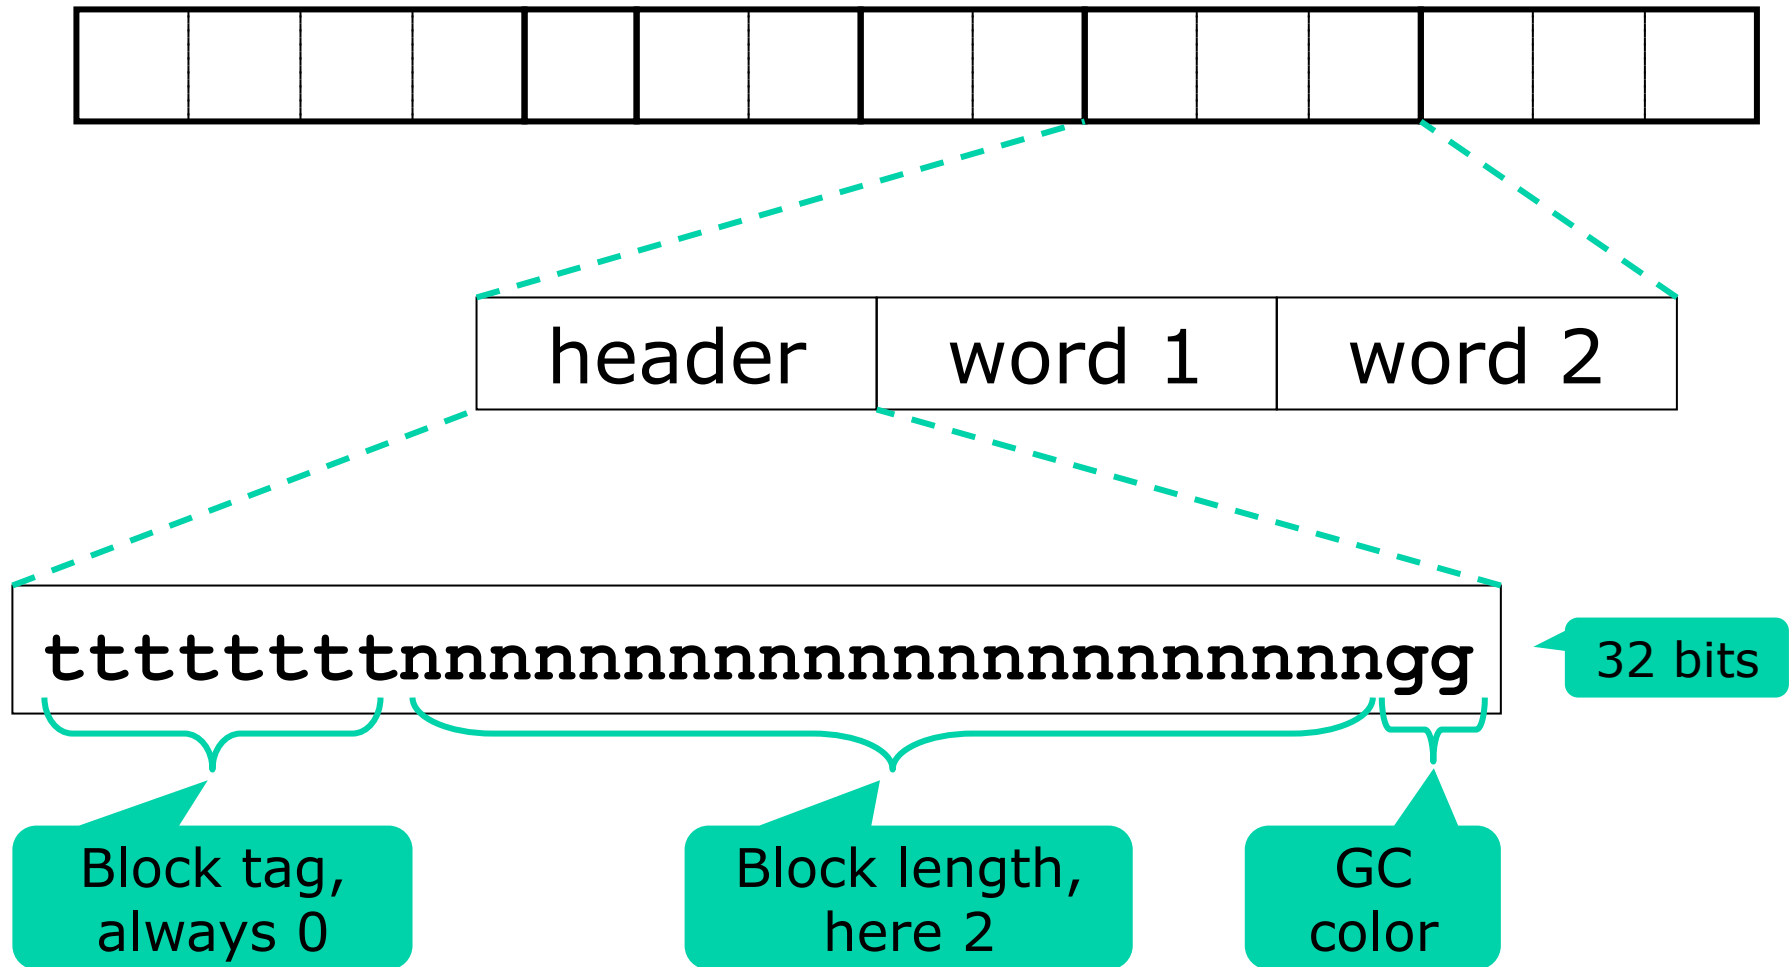 header word 1 word 2
ttttttttnnnnnnnnnnnnnnnnnnnnnngg
32 bits
Block tag,
always 0
Block length,
here 2
GC
color